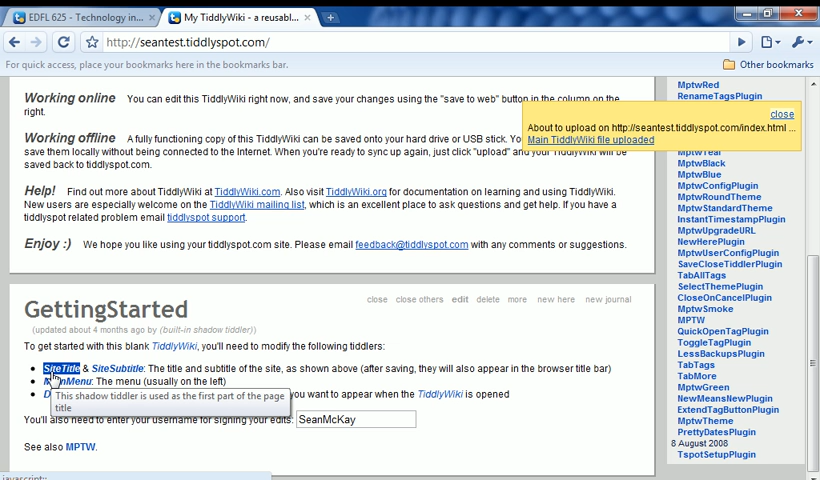 EDFL 625 - Technology in...
My TiddlyWiki - a reusabl...
http://seantest.tiddlyspot.com/
For quick access, place your bookmarks here in the bookmarks bar.
Other bookmarks
Working online You can edit this TiddlyWiki right now, and save your changes using the "save to web" button in the column on the
right.
Working offline A fully functioning copy of this TiddlyWiki can be saved onto your hard drive or USB stick. Yo
save them locally without being connected to the Internet. When you're ready to sync up again, just click "upload" and your TiddlyWiki will be
saved back to tiddlyspot.com.
Help! Find out more about TiddlyWiki at TiddlyWiki.com. Also visit TiddlyWiki.org for documentation on learning and using TiddlyWiki.
New users are especially welcome on the TiddlyWiki mailing list, which is an excellent place to ask questions and get help. If you have a
tiddlyspot related problem email tiddlyspot support.
Enjoy :) We hope you like using your tiddlyspot.com site. Please email feedback@tiddlyspot.com with any comments or suggestions.
close
About to upload on http://seantest.tiddlyspot.com/index.html ...
Main TiddlyWiki file uploaded
close close others edit delete more new here new journal
GettingStarted
(updated about 4 months ago by (built-in shadow tiddler))
To get started with this blank TiddlyWiki, you'll need to modify the following tiddlers:
SiteTitle & SiteSubtitle: The title and subtitle of the site, as shown above (after saving, they will also appear in the browser title bar)
: The menu (usually on the left)
D you want to appear when the TiddlyWiki is opened
This shadow tiddler is used as the first part of the page
title
You'll also need to enter your username for signing your edits: SeanMcKay
See also MPTW.
MptwRed
RenameTagsPlugin
MptwTeal
MptwBlack
MptwBlue
MptwConfigPlugin
MptwRoundTheme
MptwStandardTheme
InstantTimestampPlugin
MptwUpgradeURL
NewHerePlugin
MptwUserConfigPlugin
SaveCloseTiddlerPlugin
TabAllTags
SelectThemePlugin
CloseOnCancelPlugin
MptwSmoke
MPTW
QuickOpenTagPlugin
ToggleTagPlugin
LessBackupsPlugin
TabTags
TabMore
MptwGreen
NewMeansNewPlugin
ExtendTagButtonPlugin
MptwTheme
PrettyDatesPlugin
8 August 2008
TspotSetupPlugin